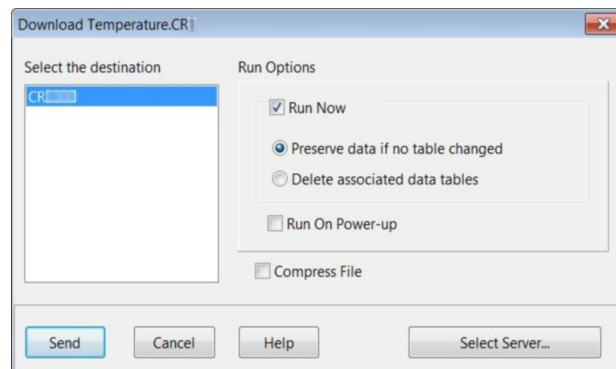 Download Temperature.CR
Select the destination
Run Options
CR
Run Now
Preserve data if no table changed
Delete associated data tables
Run On Power-up
Compress File
Send
Cancel
Help
Select Server...